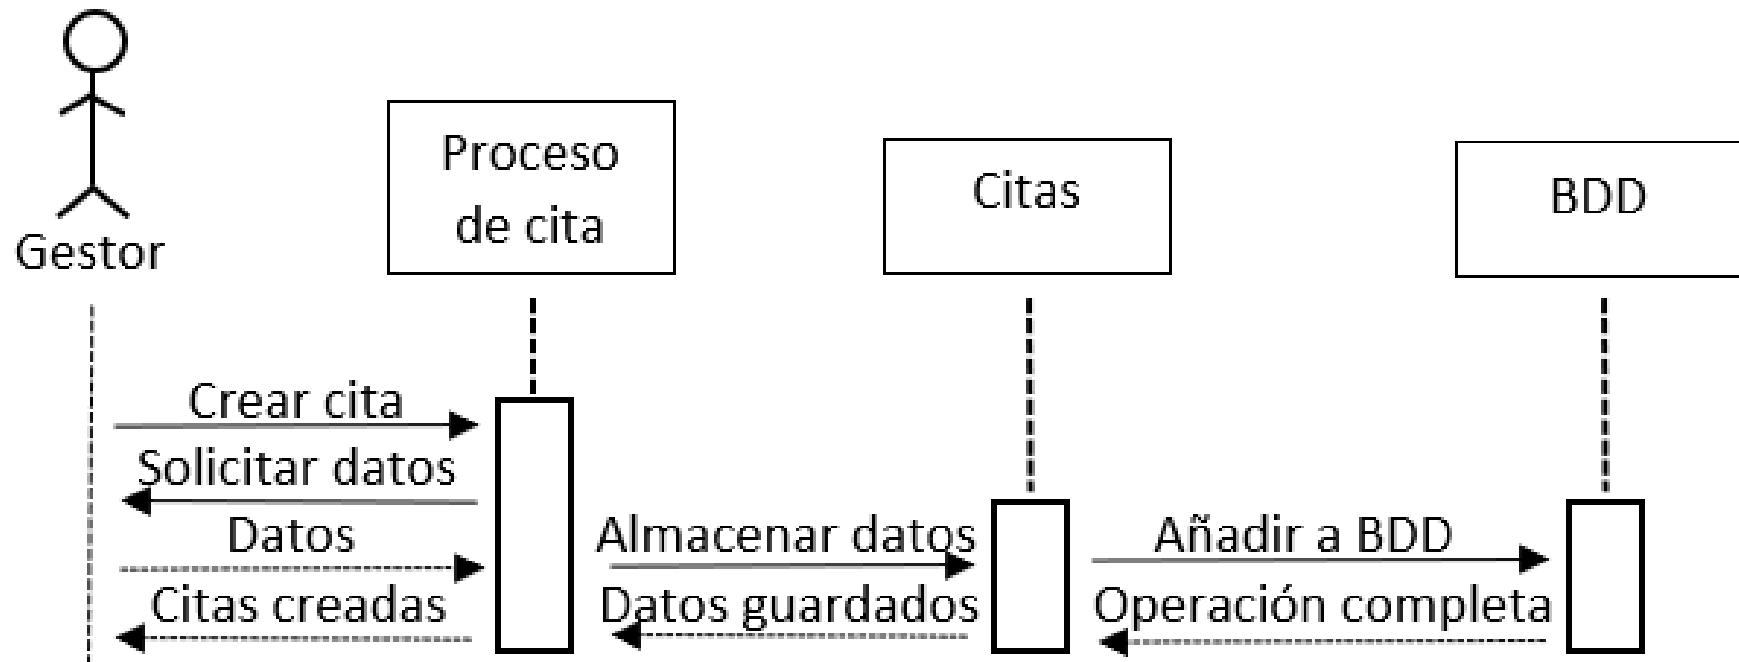 Gestor
Proceso
de cita
Citas
BDD
Crear cita
Solicitar datos
Datos
Almacenar datos
Añadir a BDD
Citas creadas
Datos guardados
Operación completa